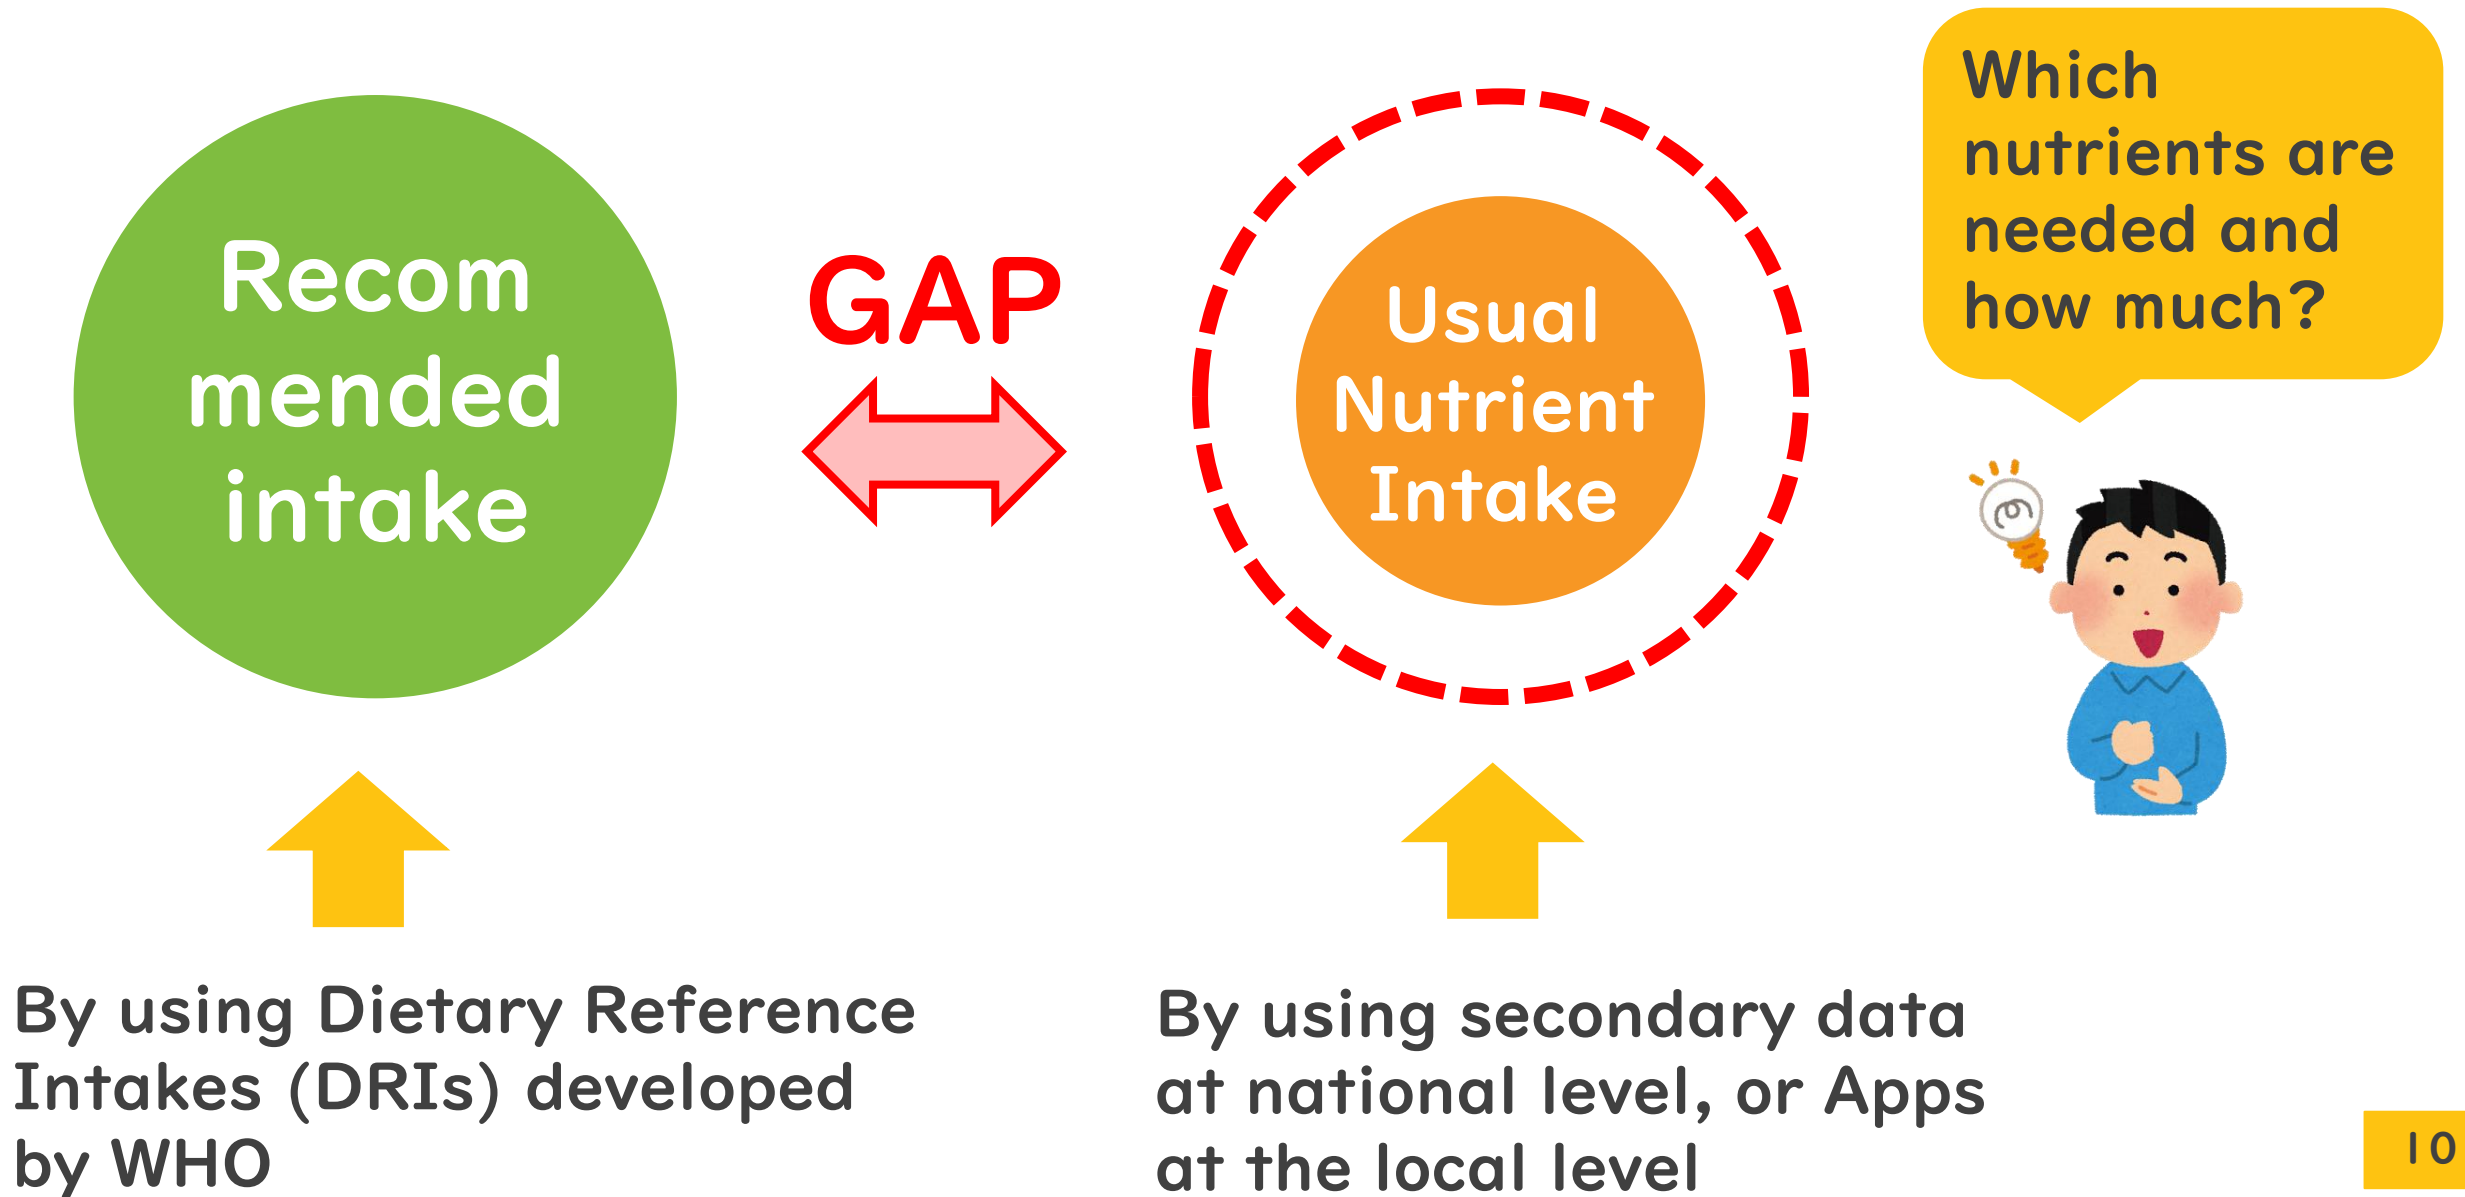 Recom
mended
intake
GAP
Usual
Nutrient
Intake
Which
nutrients are
needed and
how much?
By using Dietary Reference
Intakes (DRIs) developed
by WHO
By using secondary data
at national level, or Apps
at the local level
10